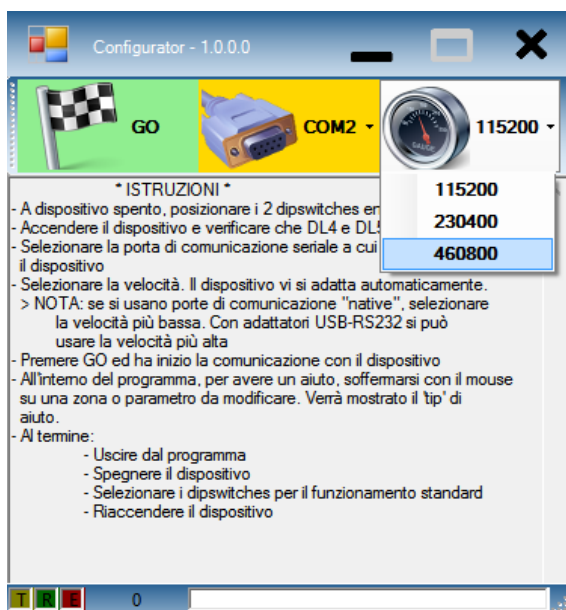 Configurator - 1.0.0.0
GO
COM2
115200
115200
230400
460800
* ISTRUZIONI *
- A dispositivo spento, posizionare i 2 dipswitches
- Accendere il dispositivo e verificare che DL4 e
- Selezionare la porta di comunicazione seriale a cui
il dispositivo
- Selezionare la velocità. Il dispositivo vi si adatta automaticamente.
> NOTA: se si usano porte di comunicazione "native", selezionare
la velocità più bassa. Con adattatori USB-RS232 si può
usare la velocità più alta
- Premere GO ed ha inizio la comunicazione con il dispositivo
- All'interno del programma, per avere un aiuto, soffermarsi con il mouse
su una zona o parametro da modificare. Verrà mostrato il 'tip' di
aiuto.
- Al termine:
- Uscire dal programma
- Spegnere il dispositivo
- Selezionare i dipswitches per il funzionamento standard
- Riaccendere il dispositivo
T R E 0